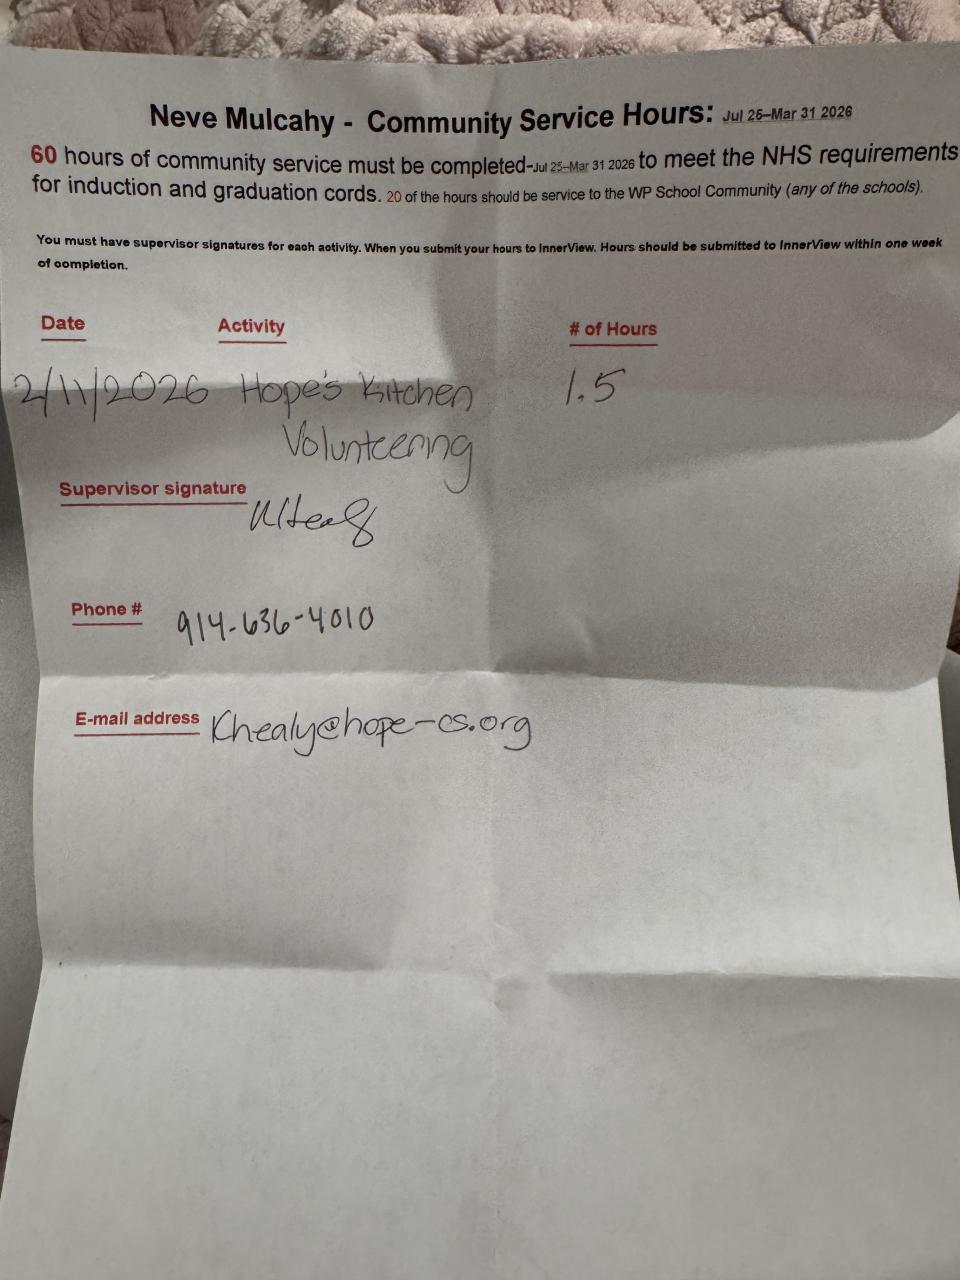 Neve Mulcahy - Community Service Hours: Jul 25–Mar 31 2026
60 hours of community service must be completed-Jul 25–Mar 31 2026 to meet the NHS requirements
for induction and graduation cords. 20 of the hours should be service to the WP School Community (any of the schools).
You must have supervisor signatures for each activity. When you submit your hours to InnerView. Hours should be submitted to InnerView within one week
of completion.
Date Activity # of Hours
2/11/2026 Hope's Kitchen 1.5
Volunteering
Supervisor signature
Phone # 914-636-4010
E-mail address Khealy@hope-cs.org